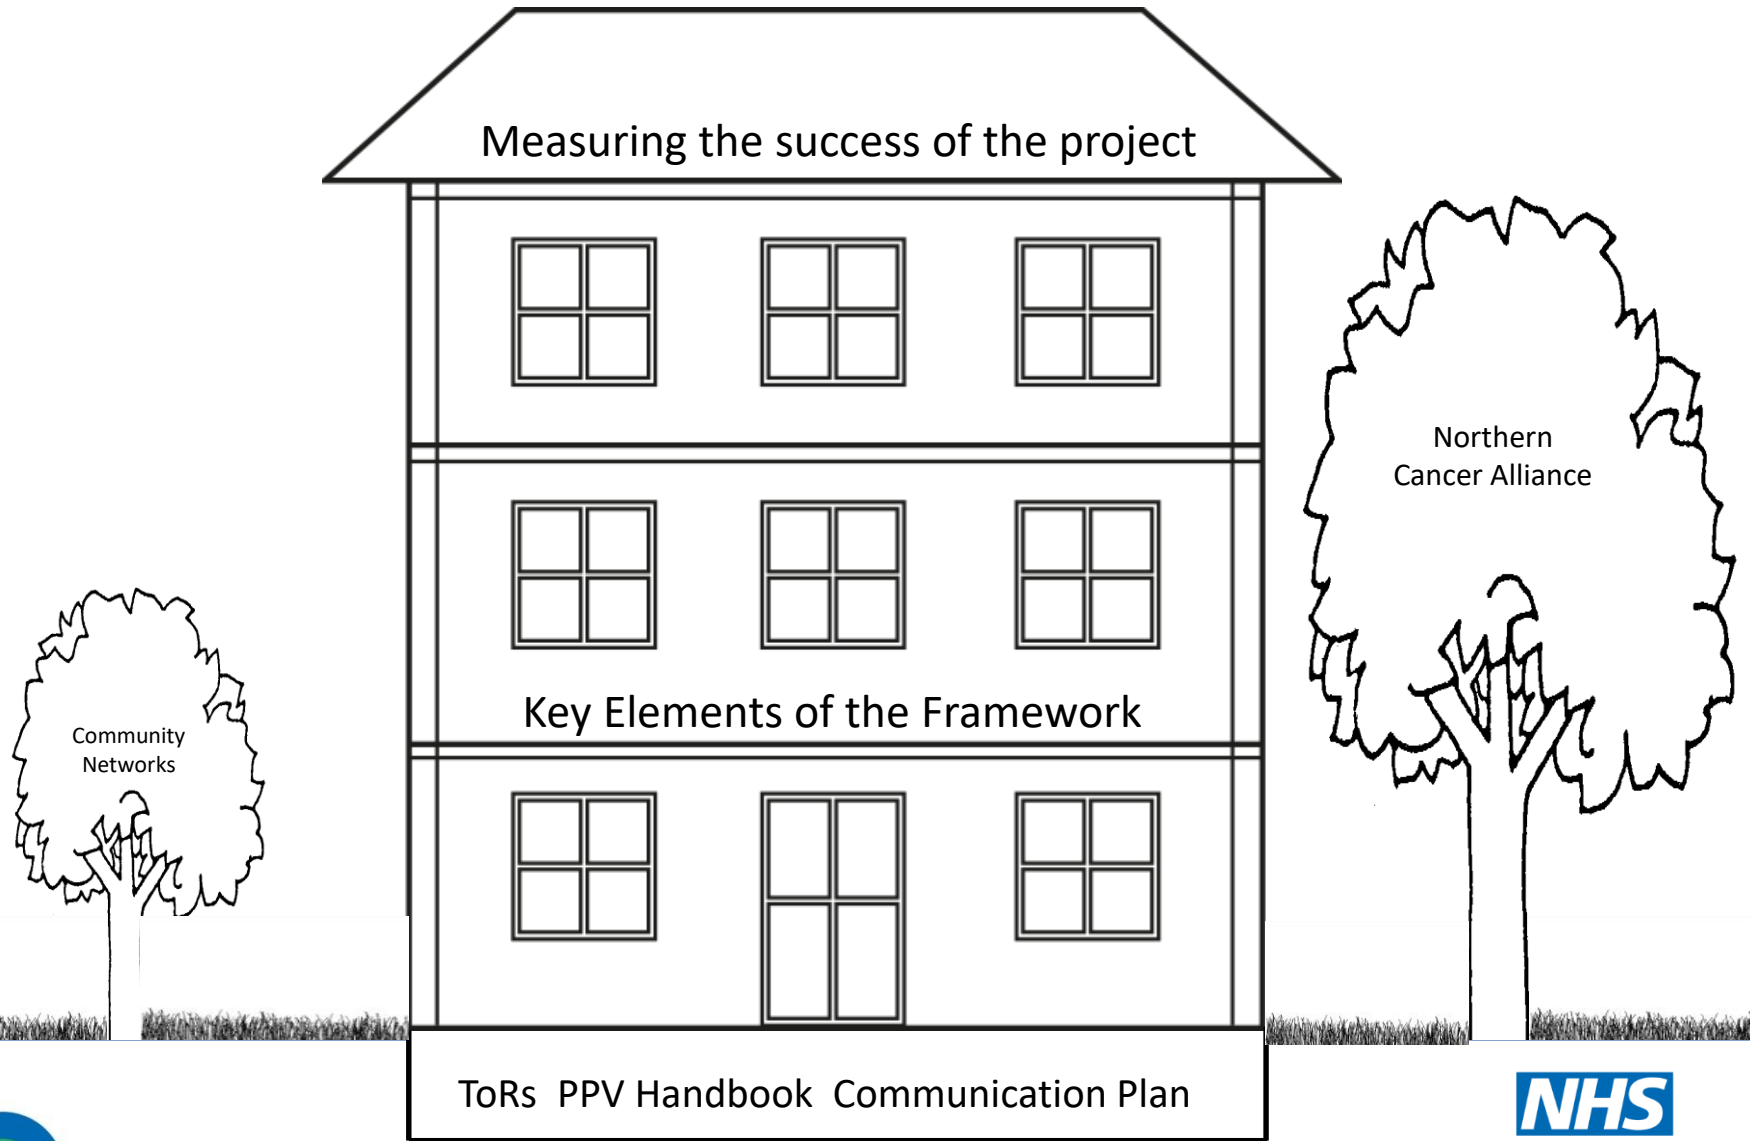 Measuring the success of the project
Northern
Cancer Alliance
Key Elements of the Framework
Community
Networks
ToRs PPV Handbook Communication Plan
NHS